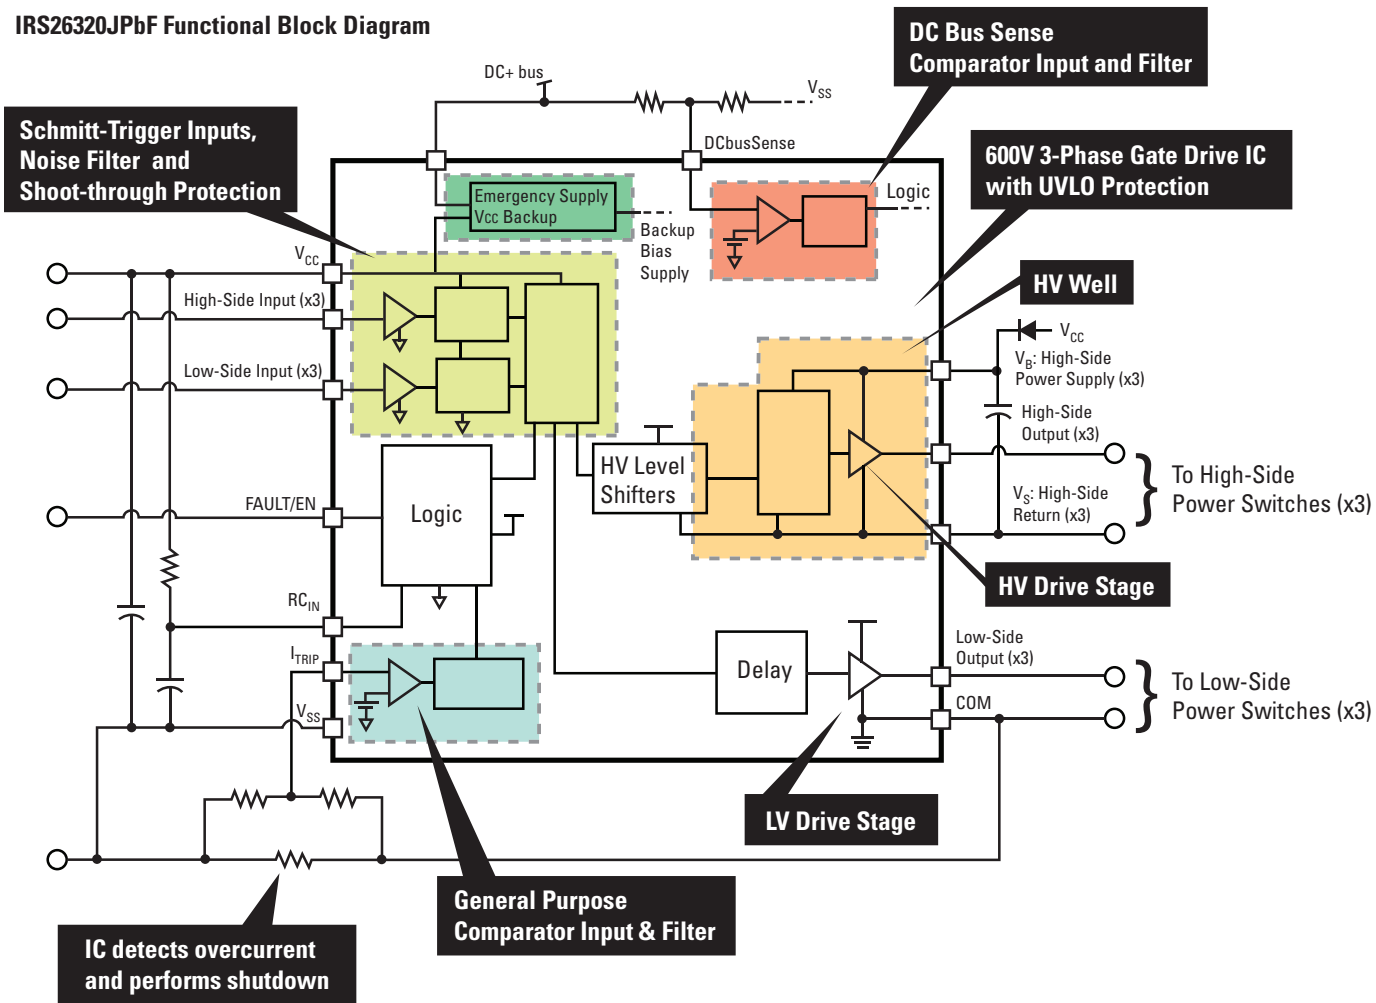 IRS26320JPbF Functional Block Diagram
DC Bus Sense
Comparator Input and Filter
DC+ bus
VSS
Schmitt-Trigger Inputs,
Noise Filter and
Shoot-through Protection
DCbusSense
600V 3-Phase Gate Drive IC
with UVLO Protection
Emergency Supply
Vcc Backup
Logic
Backup
Bias
Supply
VCC
HV Well
High-Side Input (x3)
VCC
VB: High-Side
Power Supply (x3)
Low-Side Input (x3)
High-Side
Output (x3)
HV Level
Shifters
To High-Side
Power Switches (x3)
VS: High-Side
Return (x3)
FAULT/EN
Logic
HV Drive Stage
RCIN
Low-Side
Output (x3)
ITRIP
Delay
To Low-Side
Power Switches (x3)
COM
VSS
LV Drive Stage
General Purpose
Comparator Input & Filter
IC detects overcurrent
and performs shutdown